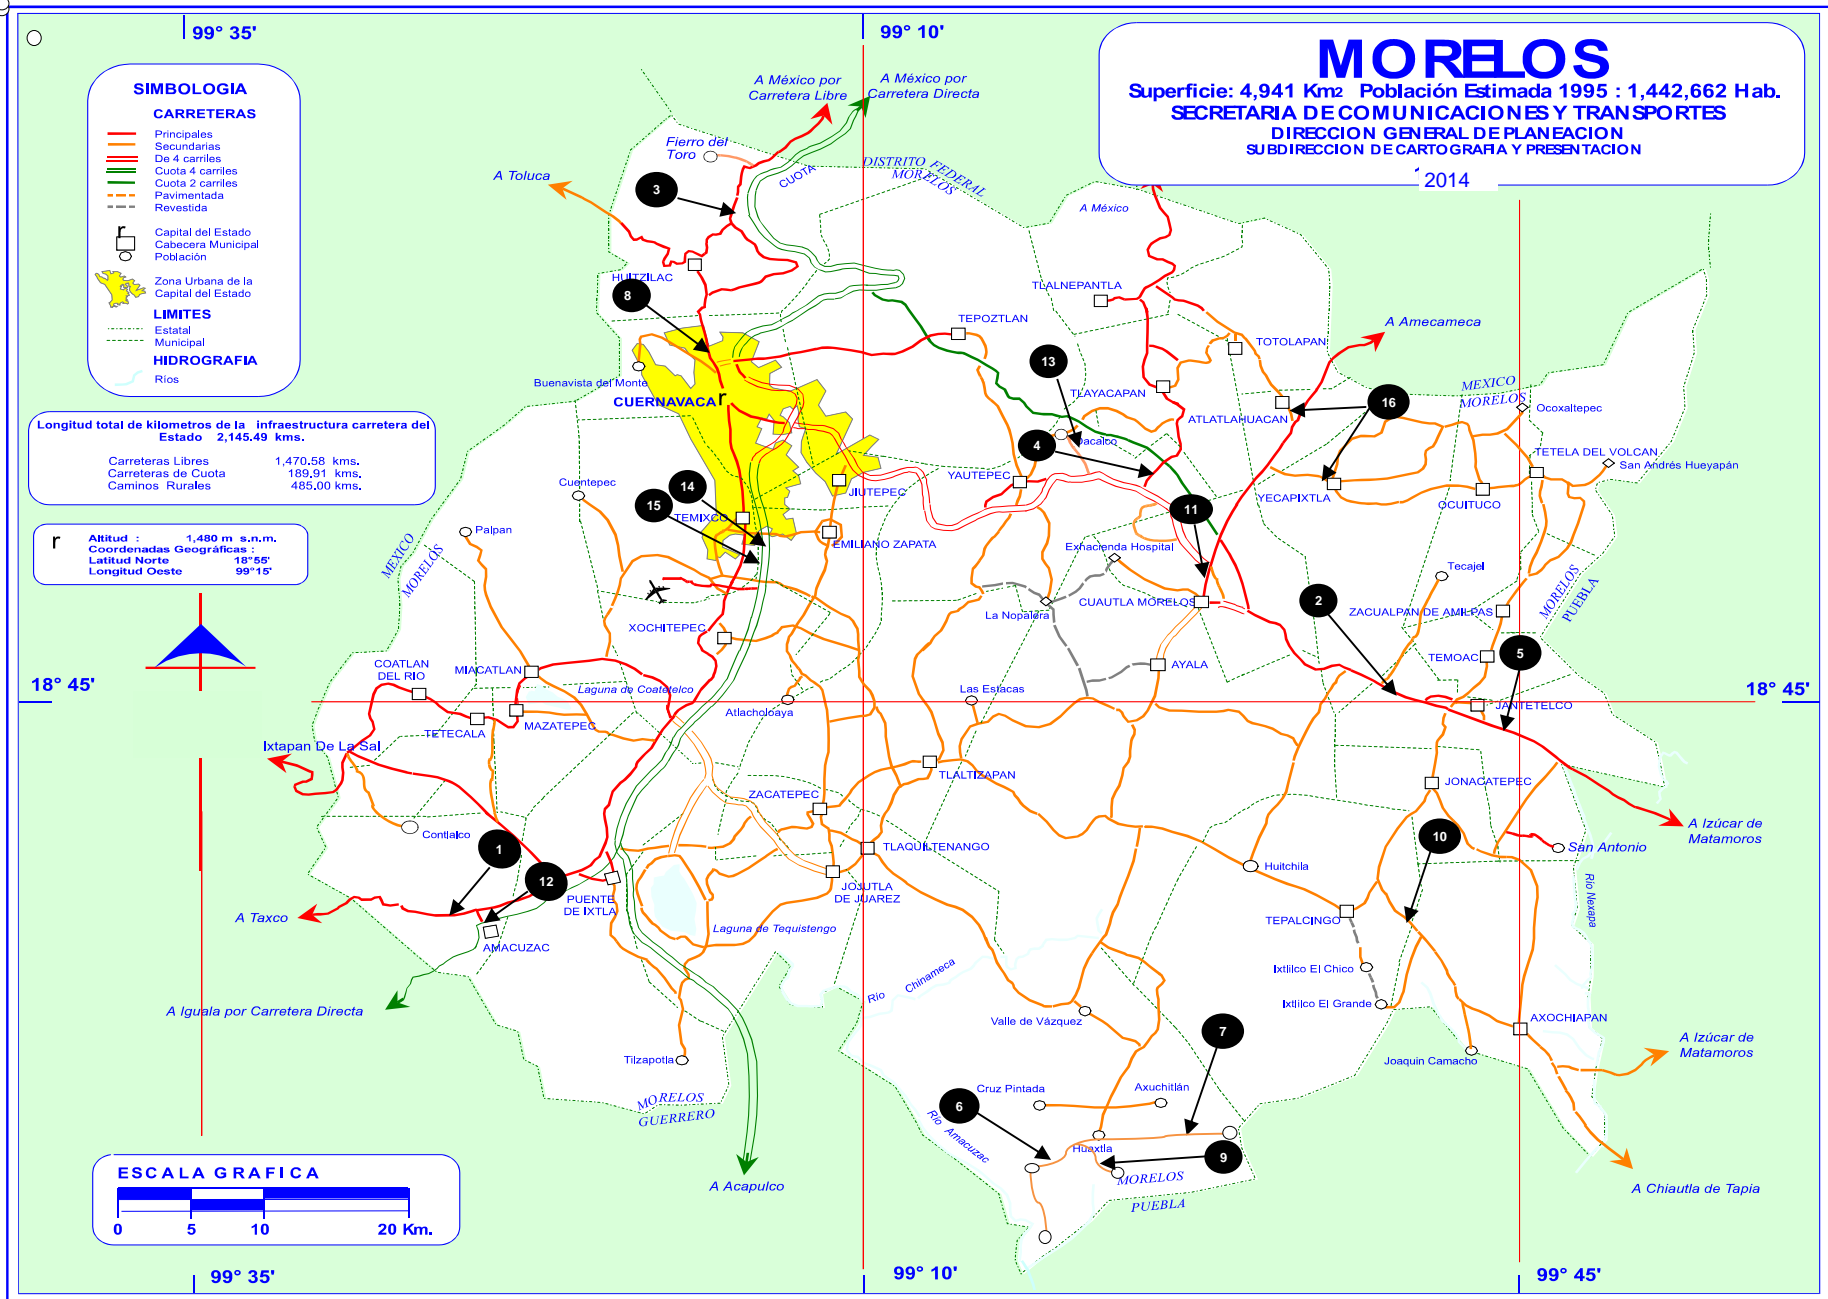 99° 35'
99° 10'
MORELOS
Superficie: 4,941 Km2 Población Estimada 1995 : 1,442,662 Hab.
SECRETARIA DE COMUNICACIONES Y TRANSPORTES
DIRECCION GENERAL DE PLANEACION
SUBDIRECCION DE CARTOGRAFIA Y PRESENTACION
2014
SIMBOLOGIA
CARRETERAS
Principales
Secundarias
De 4 carriles
Cuota 4 carriles
Cuota 2 carriles
Pavimentada
Revestida
r Capital del Estado
Cabecera Municipal
Población
Zona Urbana de la
Capital del Estado
LIMITES
Estatal
Municipal
HIDROGRAFIA
Ríos
Longitud total de kilometros de la infraestructura carretera del
Estado 2,145.49 kms.
Carreteras Libres 1,470.58 kms.
Carreteras de Cuota 189.91 kms.
Caminos Rurales 485.00 kms.
r
Altitud : 1,480 m s.n.m.
Coordenadas Geográficas :
Latitud Norte 18°55'
Longitud Oeste 99°15'
A México por
Carretera Libre
A México por
Carretera Directa
Fierro del
Toro
CUOTA
DISTRITO FEDERAL
MORELOS
A Toluca
3
A México
HUITZILAC
8
TLALNEPANTLA
TEPOZTLAN
A Amecameca
TOTOLAPAN
13
Buenavista del Monte
TLAYACAPAN
MEXICO
MORELOS
16
Ocoxaltepec
CUERNAVACA r
ATLATLAHUACAN
4
Oacalco
TETELA DEL VOLCAN
San Andrés Hueyapán
YAUTEPEC
Cuentepec
14
15
JIUTEPEC
YECAPIXTLA
OCUITUCO
11
TEMIXCO
Palpan
EMILIANO ZAPATA
MEXICO
MORELOS
Exhacienda Hospital
Tecajel
MORELOS
PUEBLA
La Nopalera
CUAUTLA MORELOS
2
ZACUALPAN DE AMILPAS
XOCHITEPEC
5
TEMOAC
COATLAN
DEL RIO
MIACATLAN
AYALA
18° 45'
Laguna de Coatetelco
Las Estacas
18° 45'
Atlacholoaya
JANTETELCO
MAZATEPEC
TETECALA
Ixtapan De La Sal
TLALTIZAPAN
JONACATEPEC
ZACATEPEC
A Izúcar de
Matamoros
Contlalco
10
1
TLAQUILTENANGO
San Antonio
Huitchila
12
JOJUTLA
DE JUAREZ
PUENTE
DE IXTLA
Río Nexapa
A Taxco
TEPALCINGO
Laguna de Tequistengo
AMACUZAC
Río Chinameca
Ixtlilco El Chico
A Iguala por Carretera Directa
Ixtlilco El Grande
Valle de Vázquez
AXOCHIAPAN
7
A Izúcar de
Matamoros
Tilzapotla
Joaquin Camacho
Cruz Pintada
Axuchitlán
6
MORELOS
GUERRERO
Río Amacuzac
Huaxtla
9
MORELOS
PUEBLA
A Acapulco
A Chiautla de Tapia
ESCALA GRAFICA
0 5 10 20 Km.
99° 35'
99° 10'
99° 45'